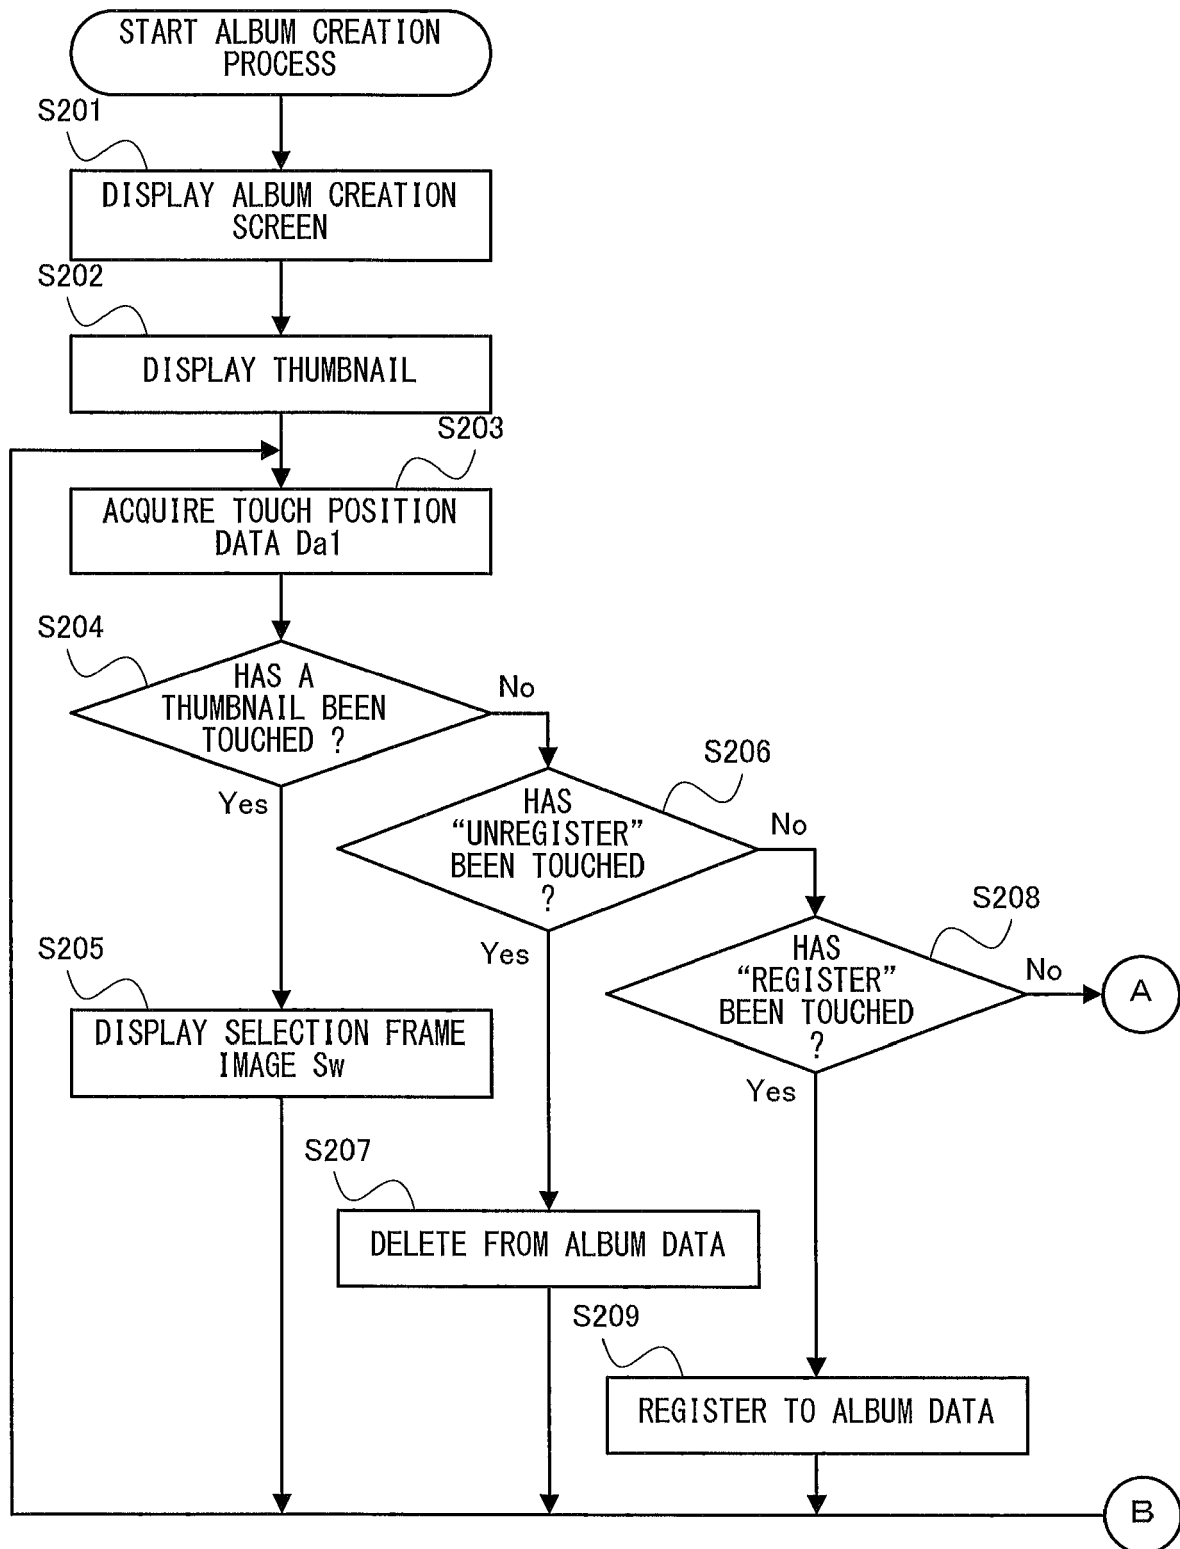 START ALBUM CREATION
PROCESS
S201
DISPLAY ALBUM CREATION
SCREEN
S202
DISPLAY THUMBNAIL
S203
ACQUIRE TOUCH POSITION
DATA Da1
S204
HAS A
THUMBNAIL BEEN
TOUCHED ?
No
Yes
S206
HAS
“UNREGISTER”
BEEN TOUCHED
?
No
Yes
S208
HAS
“REGISTER”
BEEN TOUCHED
?
No
A
Yes
S205
DISPLAY SELECTION FRAME
IMAGE Sw
S207
DELETE FROM ALBUM DATA
S209
REGISTER TO ALBUM DATA
B